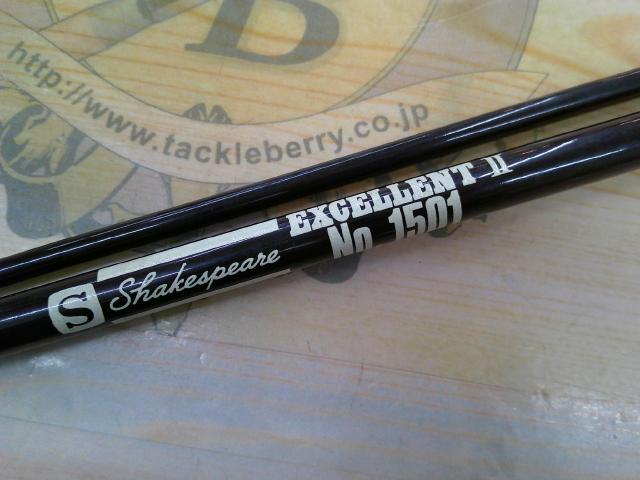 B
http://www.tackleberry.co.jp
EXCELLENT II
No. 1501
S Shakespeare